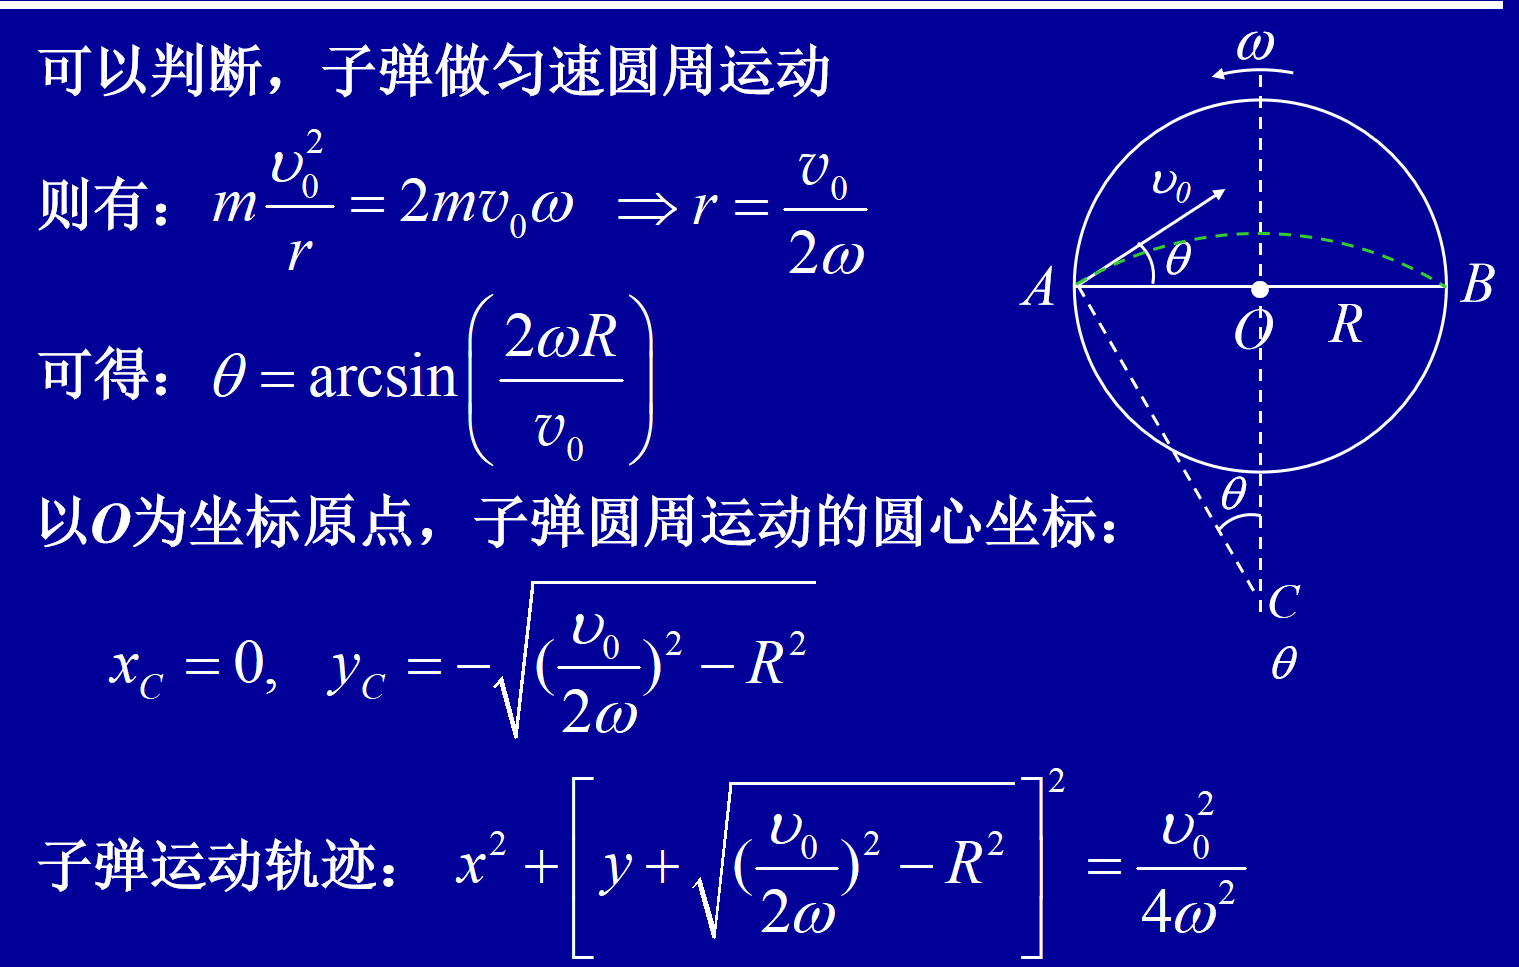 可以判断，子弹做匀速圆周运动
则有： m υ₀²/r = 2mv₀ω ⇒ r = v₀/2ω
可得： θ = arcsin(2ωR/v₀)
以O为坐标原点，子弹圆周运动的圆心坐标：
x_C = 0, y_C = −√((υ₀/2ω)² − R²)
子弹运动轨迹： x² + [y + √((υ₀/2ω)² − R²)]² = υ₀²/4ω²
ω
υ₀
θ
A
B
O
R
θ
C
θ